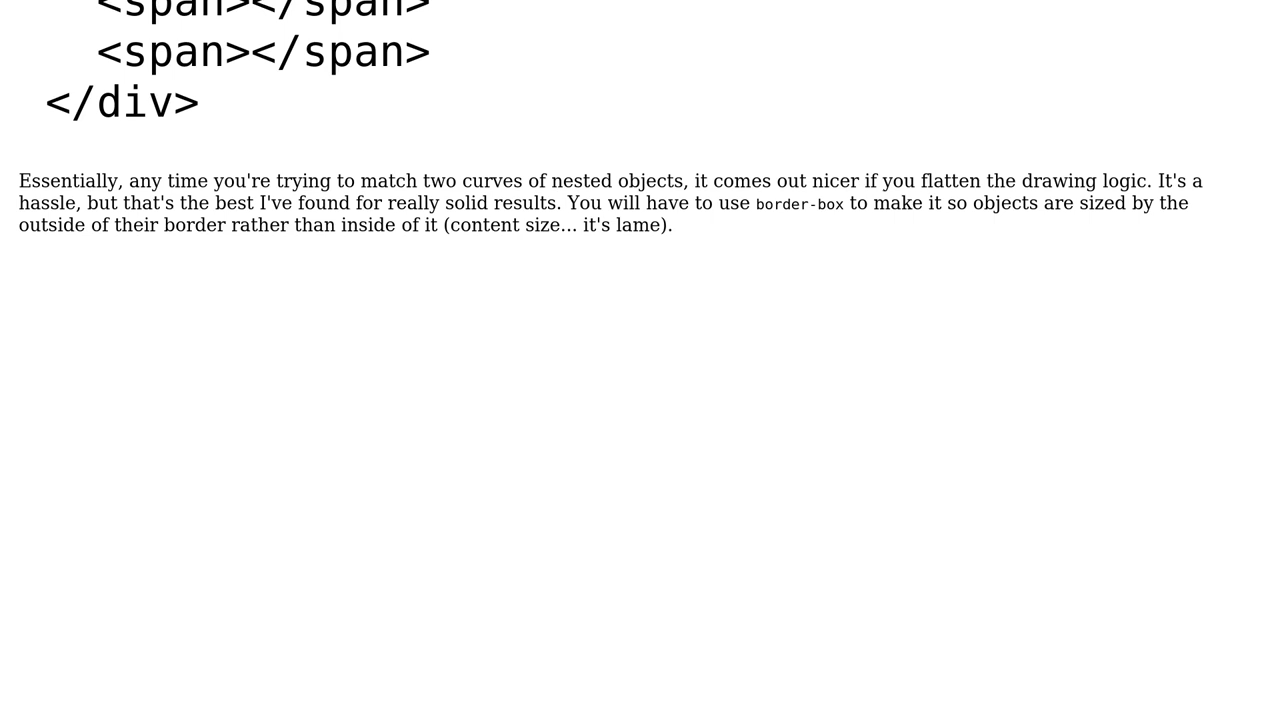 <span></span>
<span></span>
</div>
Essentially, any time you're trying to match two curves of nested objects, it comes out nicer if you flatten the drawing logic. It's a
hassle, but that's the best I've found for really solid results. You will have to use border-box to make it so objects are sized by the
outside of their border rather than inside of it (content size... it's lame).